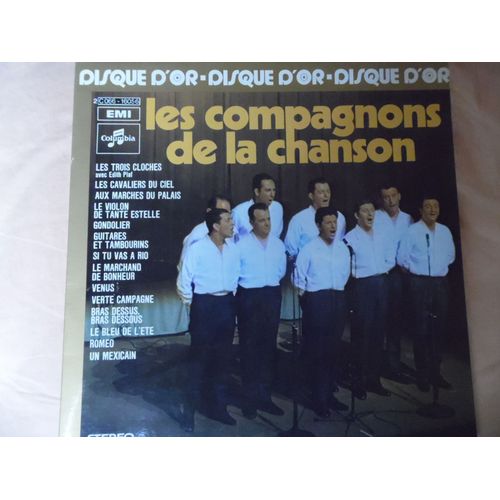 DISQUE D'OR - DISQUE D'OR - DISQUE D'OR
2C 066-16056
EMI
Columbia
les compagnons
de la chanson
LES TROIS CLOCHES
avec Edith Piaf
LES CAVALIERS DU CIEL
AUX MARCHES DU PALAIS
LE VIOLON
DE TANTE ESTELLE
GONDOLIER
GUITARES
ET TAMBOURINS
SI TU VAS A RIO
LE MARCHAND
DE BONHEUR
VENUS
VERTE CAMPAGNE
BRAS DESSUS,
BRAS DESSOUS
LE BLEU DE L'ETE
ROMEO
UN MEXICAIN
STEREO